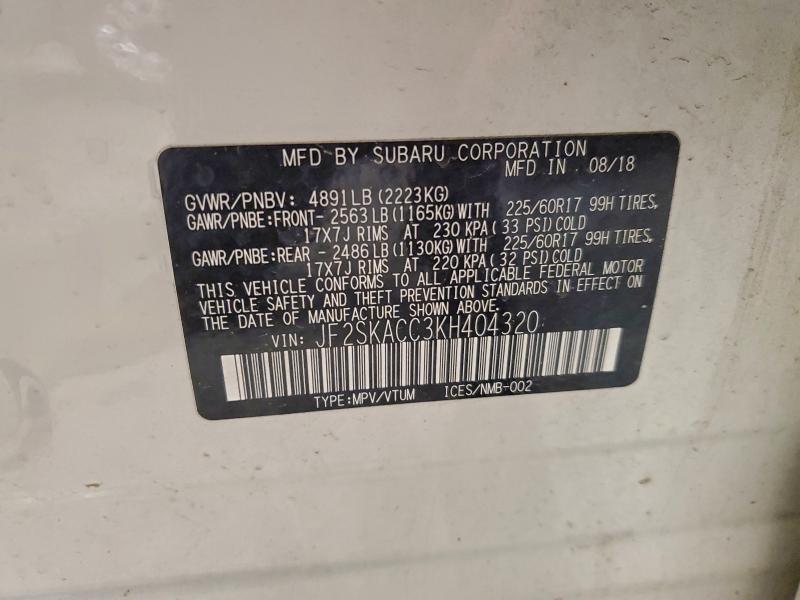 MFD BY SUBARU CORPORATION
MFD IN 08/18
GVWR/PNBV: 4891LB(2223KG)
GAWR/PNBE:FRONT- 2563LB(1165KG)WITH 225/60R17 99H TIRES,
17X7J RIMS AT 230 KPA(33 PSI)COLD
GAWR/PNBE:REAR - 2486LB(1130KG)WITH 225/60R17 99H TIRES,
17X7J RIMS AT 220 KPA(32 PSI)COLD
THIS VEHICLE CONFORMS TO ALL APPLICABLE FEDERAL MOTOR
VEHICLE SAFETY AND THEFT PREVENTION STANDARDS IN EFFECT ON
THE DATE OF MANUFACTURE SHOWN ABOVE.
VIN: JF2SKACC3KH404320
TYPE:MPV/VTUM ICES/NMB-002